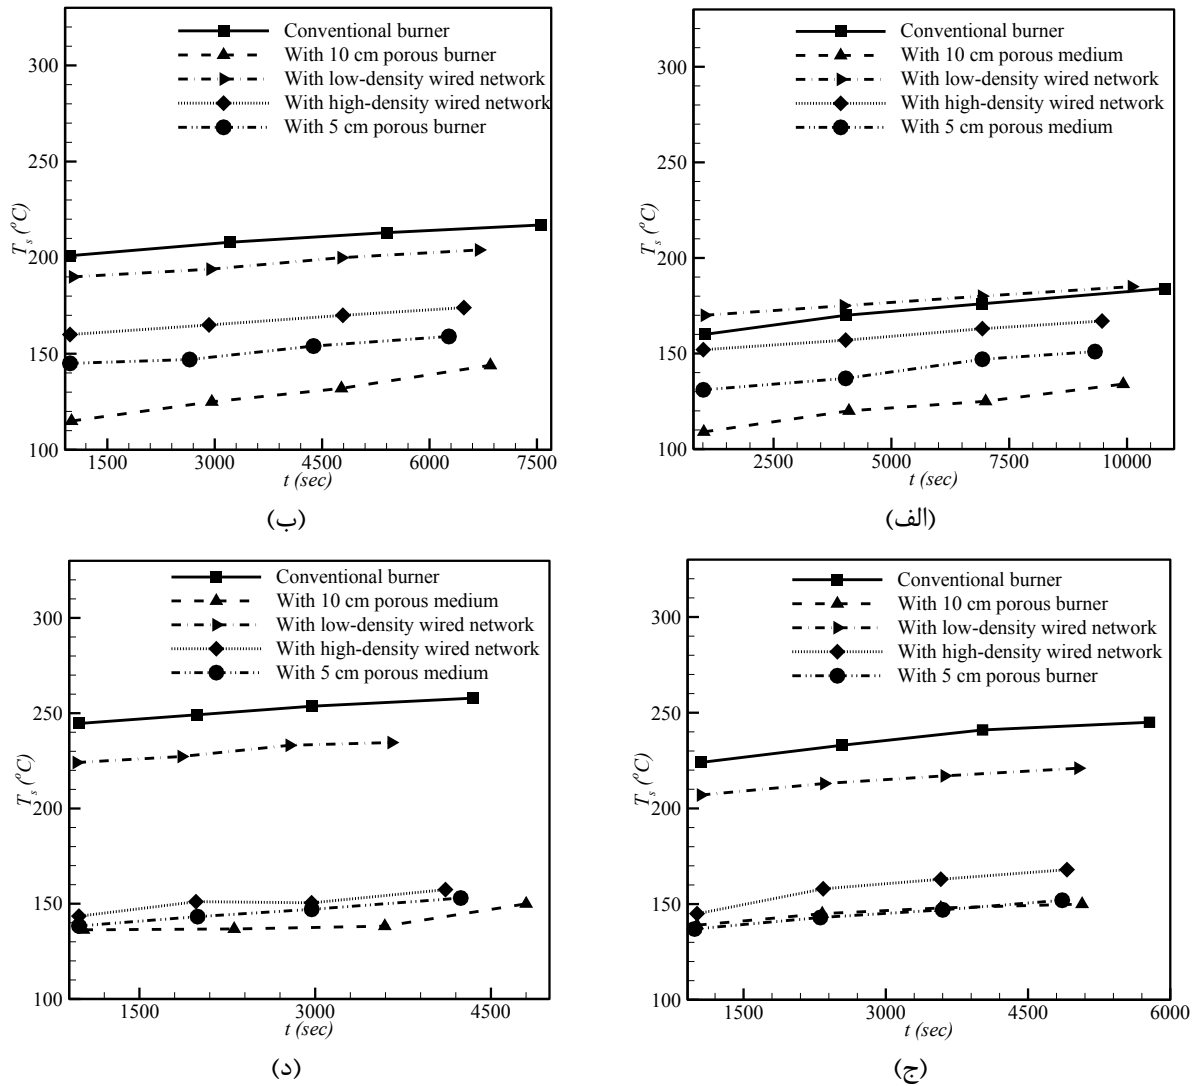 Conventional burner
With 10 cm porous burner
With low-density wired network
With high-density wired network
With 5 cm porous burner
300
250
200
150
100
T_s (°C)
1500 3000 4500 6000 7500
t (sec)
(ب)
Conventional burner
With 10 cm porous medium
With low-density wired network
With high-density wired network
With 5 cm porous medium
300
250
200
150
100
T_s (°C)
2500 5000 7500 10000
t (sec)
(الف)
Conventional burner
With 10 cm porous medium
With low-density wired network
With high-density wired network
With 5 cm porous medium
300
250
200
150
100
T_s (°C)
1500 3000 4500
t (sec)
(د)
Conventional burner
With 10 cm porous burner
With low-density wired network
With high-density wired network
With 5 cm porous burner
300
250
200
150
100
T_s (°C)
1500 3000 4500 6000
t (sec)
(ج)